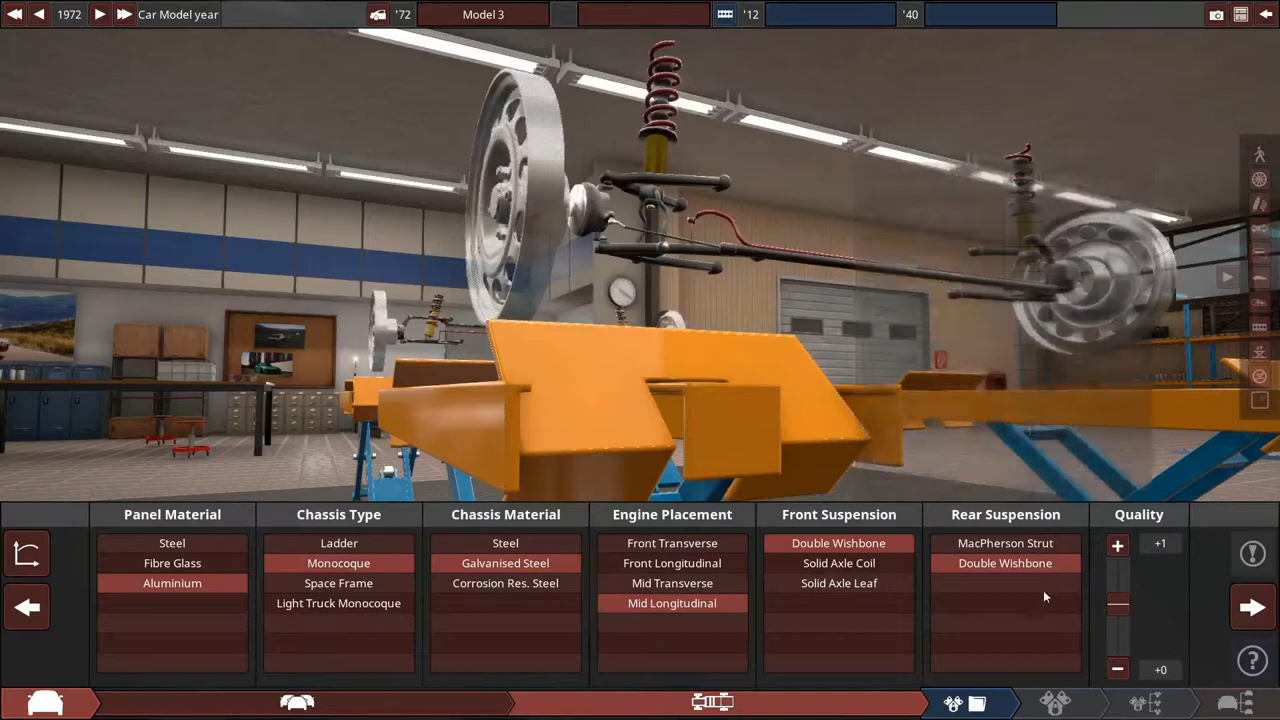 1972 Car Model year '72 Model 3 '12 '40
Panel Material Chassis Type Chassis Material Engine Placement Front Suspension Rear Suspension Quality
Steel Ladder Steel Front Transverse Double Wishbone MacPherson Strut +1
Fibre Glass Monocoque Galvanised Steel Front Longitudinal Solid Axle Coil Double Wishbone
Aluminium Space Frame Corrosion Res. Steel Mid Transverse Solid Axle Leaf
Light Truck Monocoque Mid Longitudinal
+0